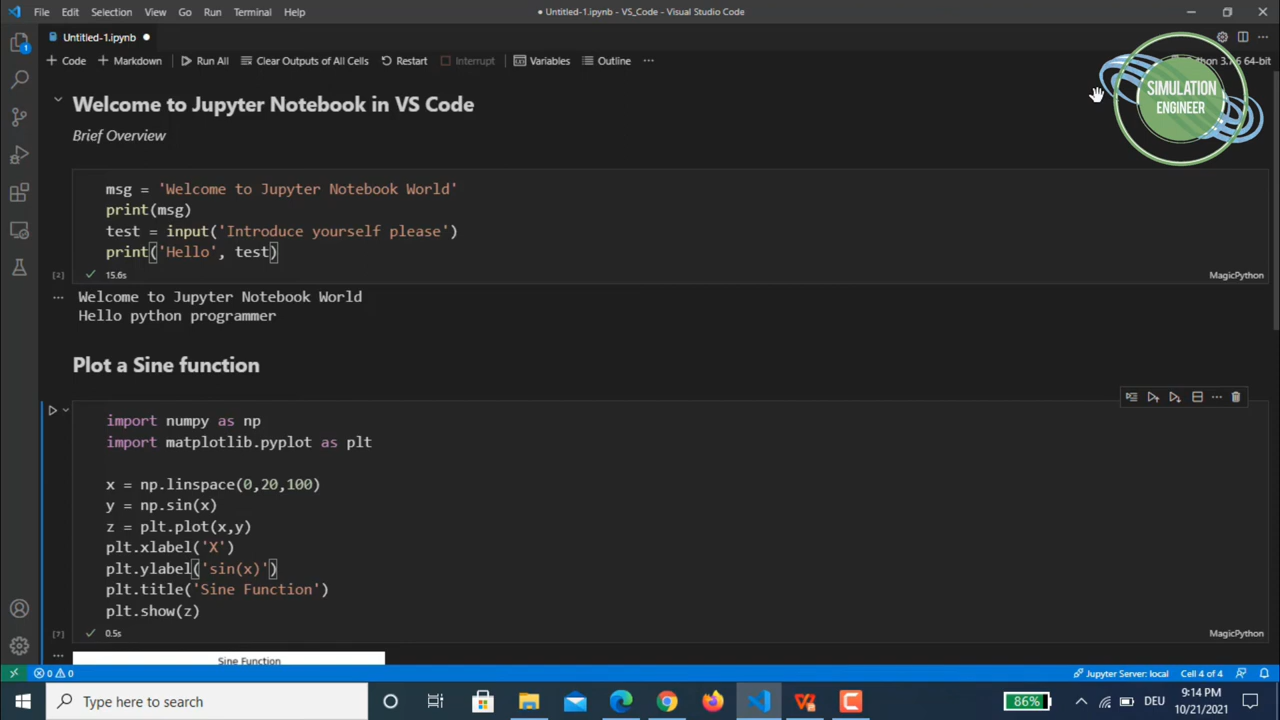 File Edit Selection View Go Run Terminal Help
● Untitled-1.ipynb - VS_Code - Visual Studio Code
Untitled-1.ipynb ●
+ Code + Markdown Run All Clear Outputs of All Cells Restart Interrupt Variables Outline ...
64-bit
SIMULATION
ENGINEER
Welcome to Jupyter Notebook in VS Code
Brief Overview
msg = 'Welcome to Jupyter Notebook World'
print(msg)
test = input('Introduce yourself please')
print('Hello', test)
[2] 15.6s
MagicPython
Welcome to Jupyter Notebook World
Hello python programmer
Plot a Sine function
import numpy as np
import matplotlib.pyplot as plt
x = np.linspace(0,20,100)
y = np.sin(x)
z = plt.plot(x,y)
plt.xlabel('X')
plt.ylabel('sin(x)')
plt.title('Sine Function')
plt.show(z)
[7] 0.5s
MagicPython
Sine Function
0 0
Jupyter Server: local Cell 4 of 4
Type here to search
86%
DEU
9:14 PM
10/21/2021
1